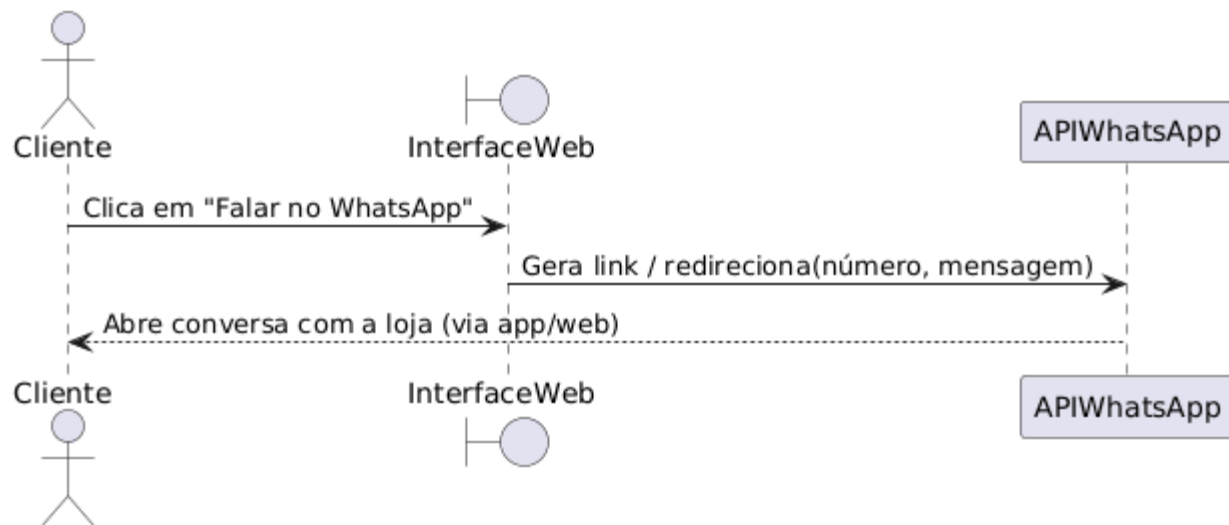 Cliente
InterfaceWeb
APIWhatsApp
Clica em "Falar no WhatsApp"
Gera link / redireciona(número, mensagem)
Abre conversa com a loja (via app/web)
Cliente
InterfaceWeb
APIWhatsApp